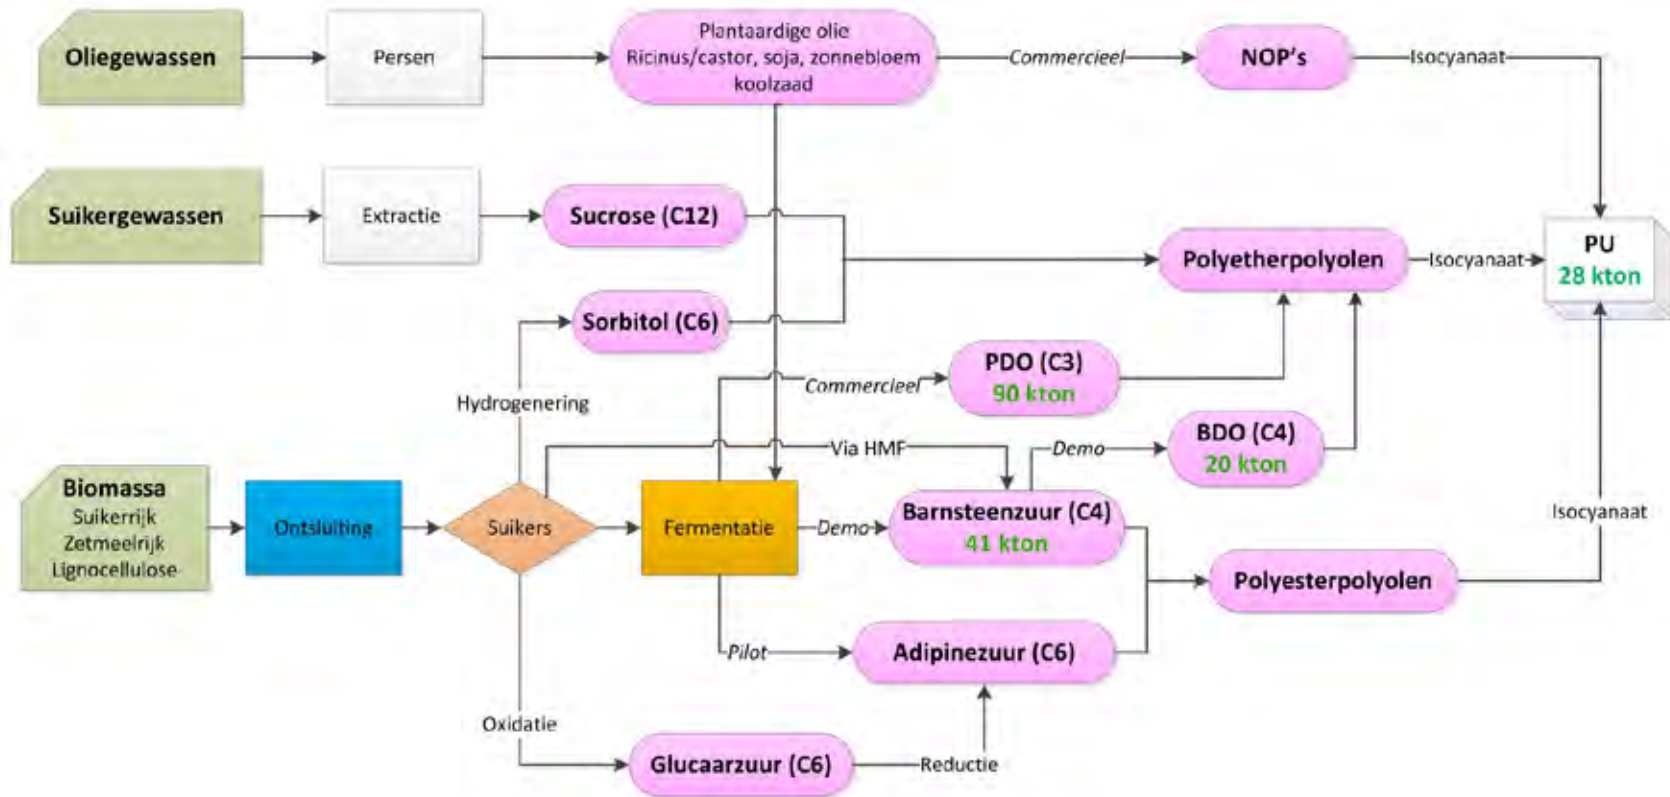 Oliegewassen
Persen
Plantaardige olie
Ricinus/castor, soja, zonnebloem
koolzaad
Commercieel
NOP's
Isocyanaat
Suikergewassen
Extractie
Sucrose (C12)
Polyetherpolyolen
Isocyanaat
PU
28 kton
Sorbitol (C6)
Hydrogenering
Commercieel
PDO (C3)
90 kton
Via HMF
Demo
BDO (C4)
20 kton
Biomassa
Suikerrijk
Zetmeelrijk
Lignocellulose
Ontsluiting
Suikers
Fermentatie
Demo
Barnsteenzuur (C4)
41 kton
Isocyanaat
Polyesterpolyolen
Pilot
Adipinezuur (C6)
Oxidatie
Glucaarzuur (C6)
Reductie